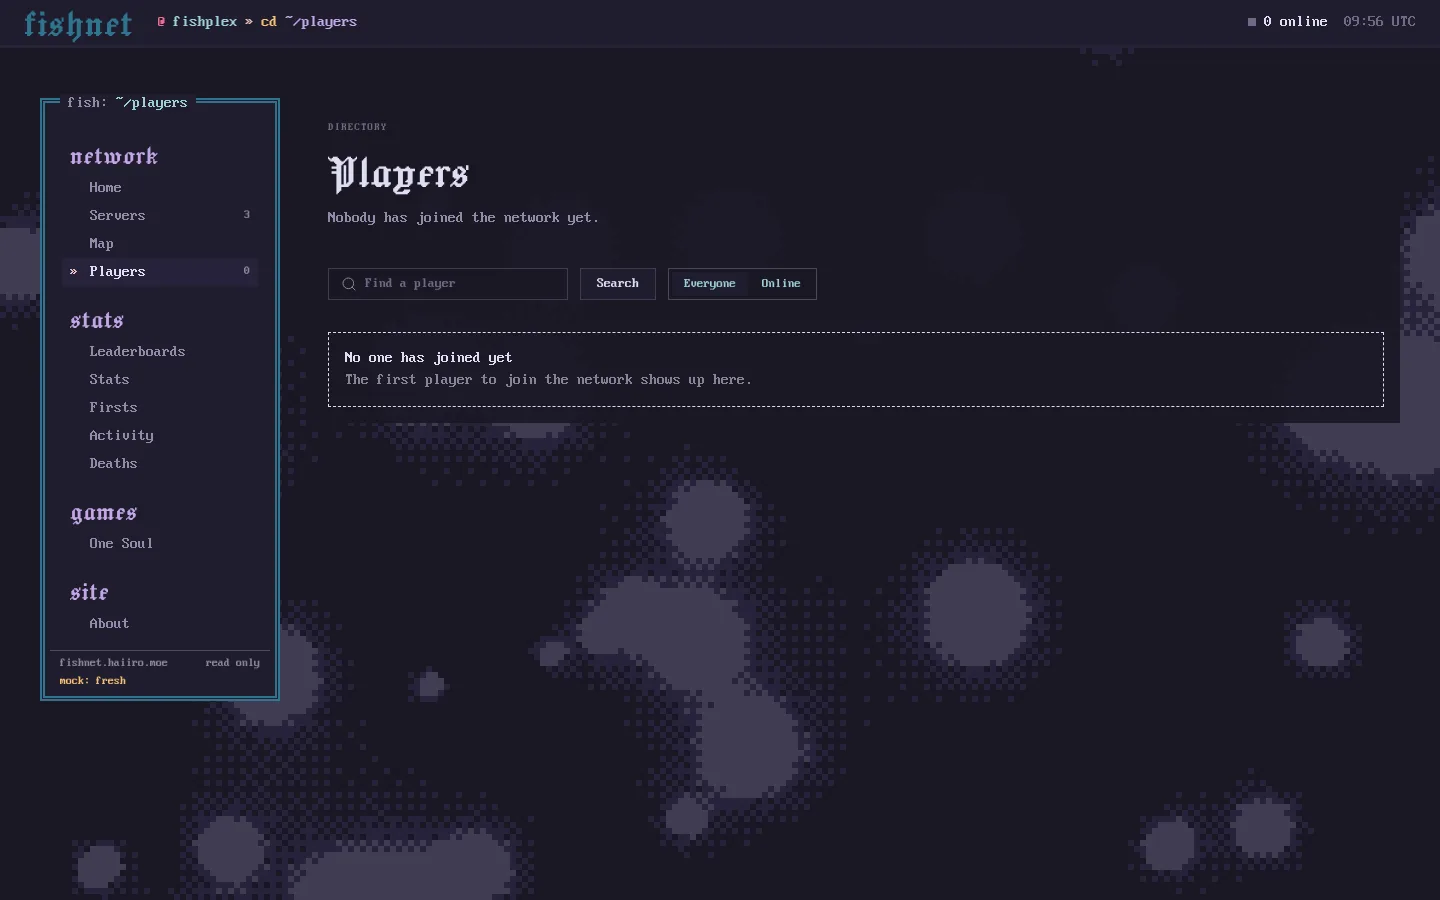 fishnet
@ fishplex » cd ~/players
0 online 09:56 UTC
fish: ~/players
network
Home
Servers 3
Map
» Players 0
stats
Leaderboards
Stats
Firsts
Activity
Deaths
games
One Soul
site
About
fishnet.haiiro.moe read only
mock: fresh
DIRECTORY
Players
Nobody has joined the network yet.
Find a player Search Everyone Online
No one has joined yet
The first player to join the network shows up here.